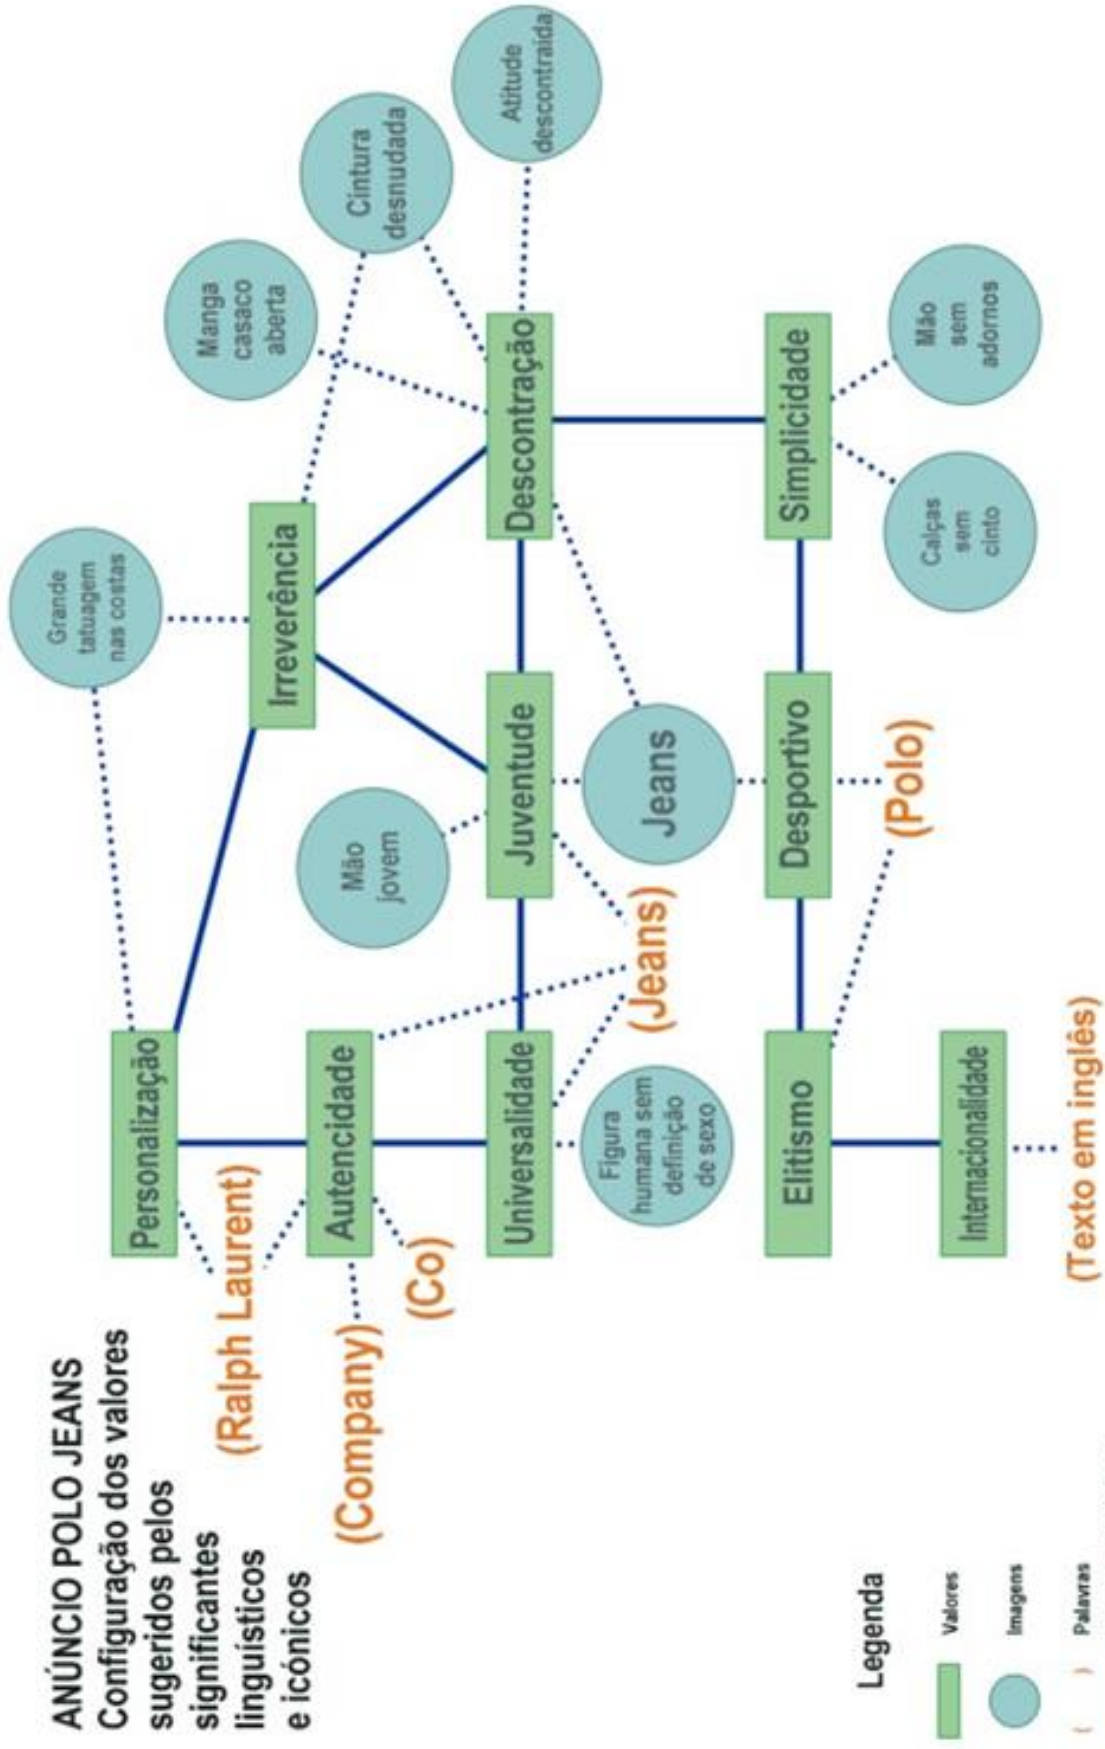 ANÚNCIO POLO JEANS
Configuração dos valores
sugeridos pelos
significantes
linguísticos
e icónicos
Grande
tatuagem
nas costas
Manga
casaco
aberta
Cintura
desnudada
Atitude
descontraída
Personalização
Irreverência
(Ralph Laurent)
Mão
jovem
Autencidade
(Company)
(Co)
Universalidade
Juventude
Descontração
Figura
humana sem
definição
de sexo
(Jeans)
Jeans
Elitismo
Desportivo
Simplicidade
(Polo)
Calças
sem
cinto
Mão
sem
adornos
Internacionalidade
(Texto em inglês)
Legenda
Valores
Imagens
( ) Palavras